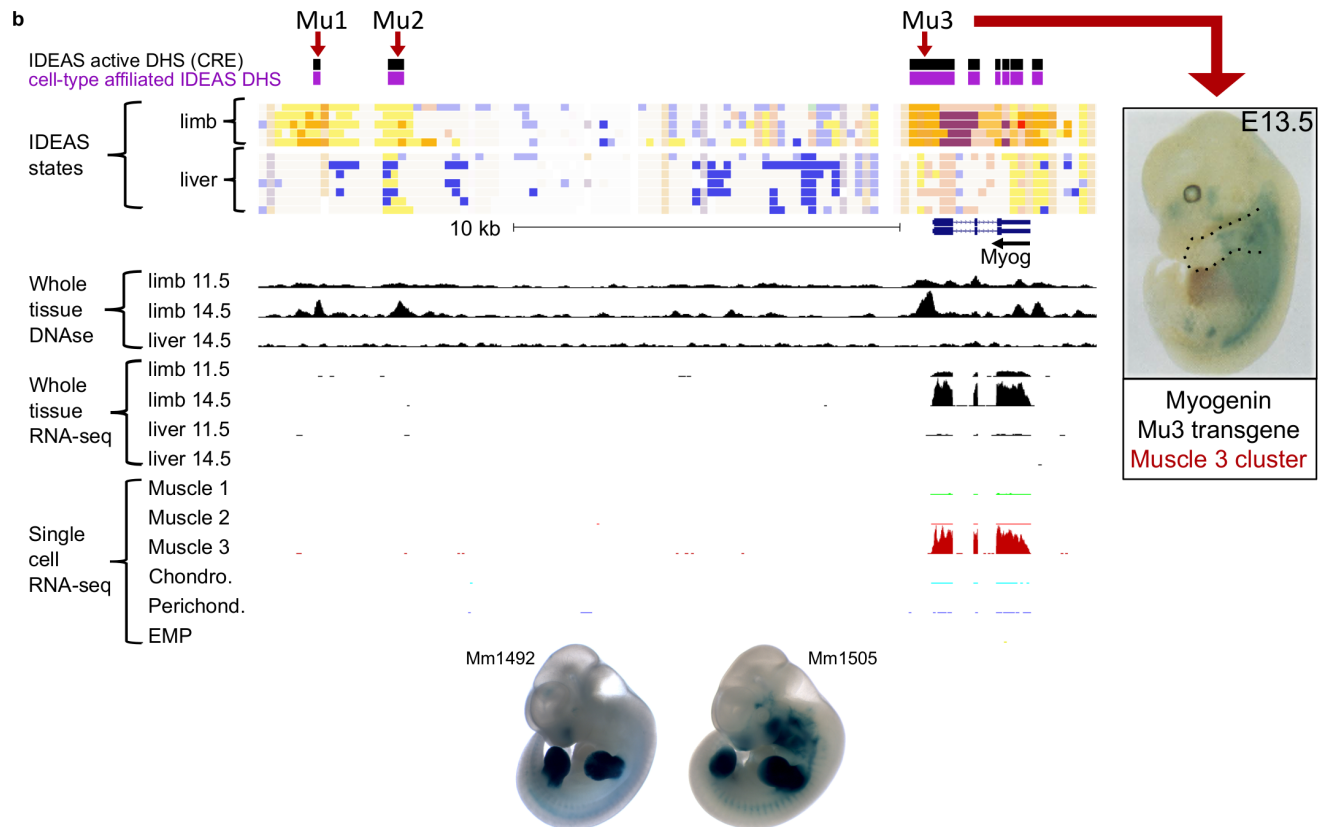 b
Mu1
Mu2
Mu3
IDEAS active DHS (CRE)
cell-type affiliated IDEAS DHS
IDEAS
states
limb
liver
E13.5
10 kb
Myog
Whole
tissue
DNAse
limb 11.5
limb 14.5
liver 14.5
Whole
tissue
RNA-seq
limb 11.5
limb 14.5
liver 11.5
liver 14.5
Myogenin
Mu3 transgene
Muscle 3 cluster
Single
cell
RNA-seq
Muscle 1
Muscle 2
Muscle 3
Chondro.
Perichond.
EMP
Mm1492
Mm1505